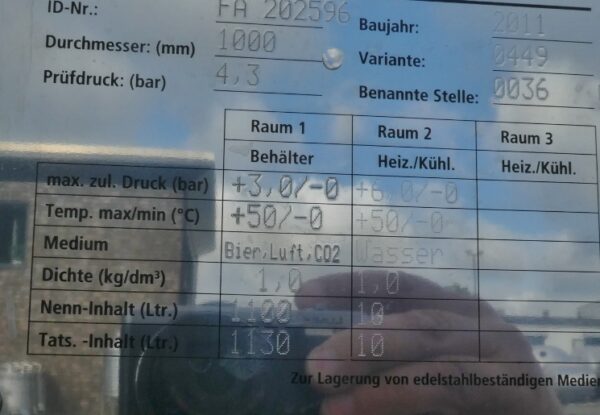 ID-Nr.: FA 202596
Baujahr: 2011
Durchmesser: (mm) 1000
Variante: 0449
Prüfdruck: (bar) 4,3
Benannte Stelle: 0036
Raum 1 Raum 2 Raum 3
Behälter Heiz./Kühl. Heiz./Kühl.
max. zul. Druck (bar) +3,0/-0 +6,0/-0
Temp. max/min (°C) +50/-0 +50/-0
Medium Bier,Luft,CO2 Wasser
Dichte (kg/dm³) 1,0 1,0
Nenn-Inhalt (Ltr.) 1100 10
Tats. -Inhalt (Ltr.) 1130 10
Zur Lagerung von edelstahlbeständigen Medien